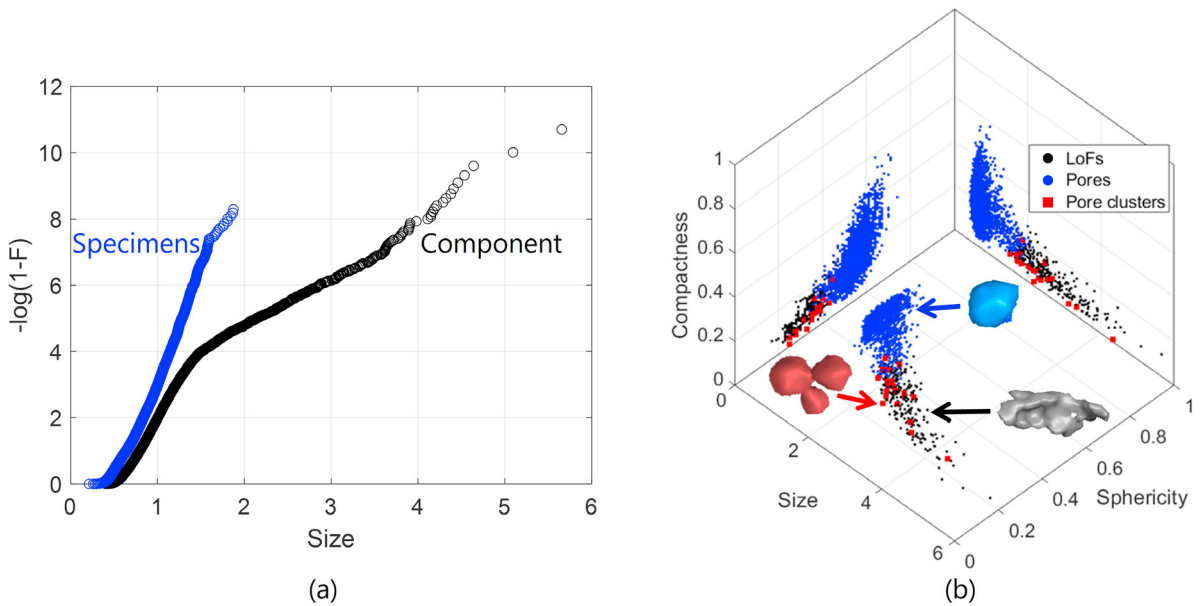 12
10
8
6
4
2
0
-log(1-F)
Specimens
Component
0 1 2 3 4 5 6
Size
(a)
1
0.8
0.6
0.4
0.2
0
Compactness
LoFs
Pores
Pore clusters
0
2
4
6
Size
0
0.2
0.4
0.6
0.8
1
Sphericity
(b)